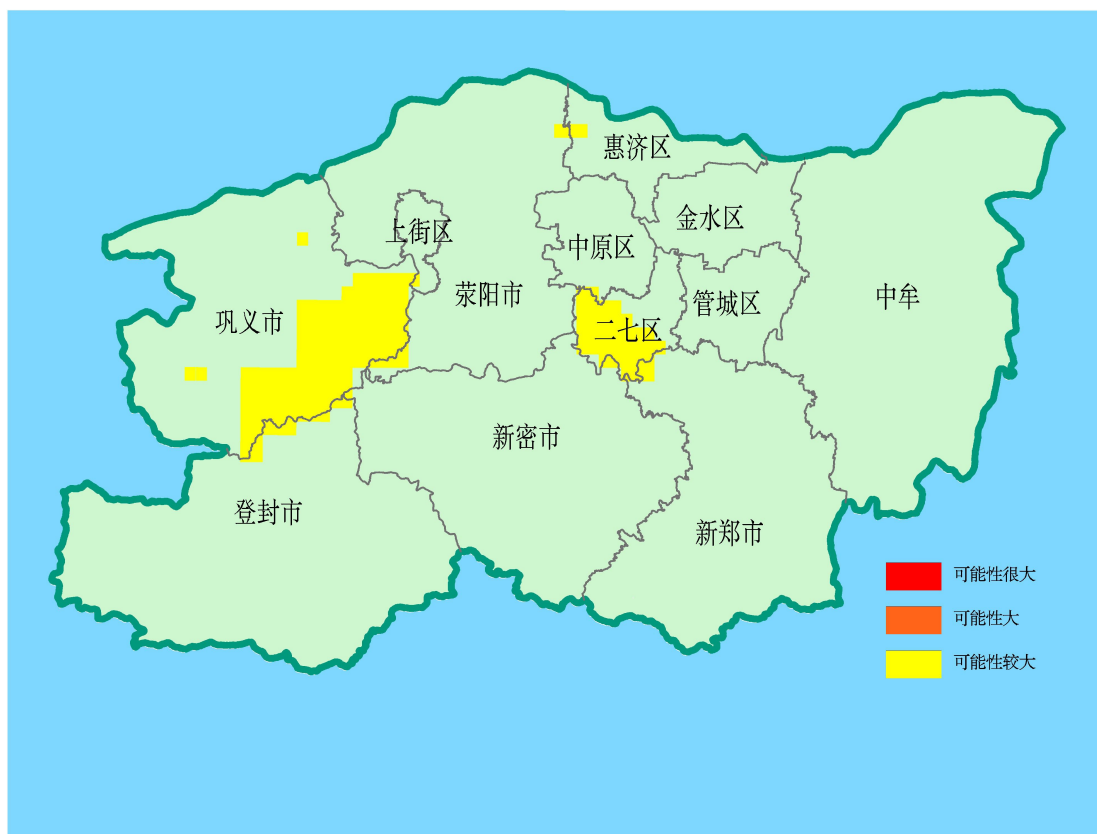 惠济区
金水区
上街区
中原区
荥阳市
中牟
管城区
巩义市
二七区
新密市
登封市
新郑市
可能性很大
可能性大
可能性较大